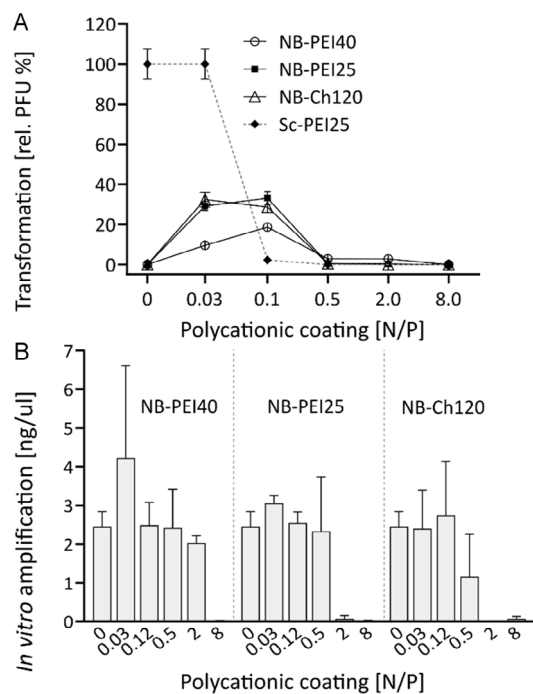 A
Transformation [rel. PFU %]
120
100
80
60
40
20
0
NB-PEI40
NB-PEI25
NB-Ch120
Sc-PEI25
0 0.03 0.1 0.5 2.0 8.0
Polycationic coating [N/P]
B
In vitro amplification [ng/ul]
7
6
5
4
3
2
1
0
NB-PEI40 NB-PEI25 NB-Ch120
0 0.03 0.12 0.5 2 8 0 0.03 0.12 0.5 2 8 0 0.03 0.12 0.5 2 8
Polycationic coating [N/P]